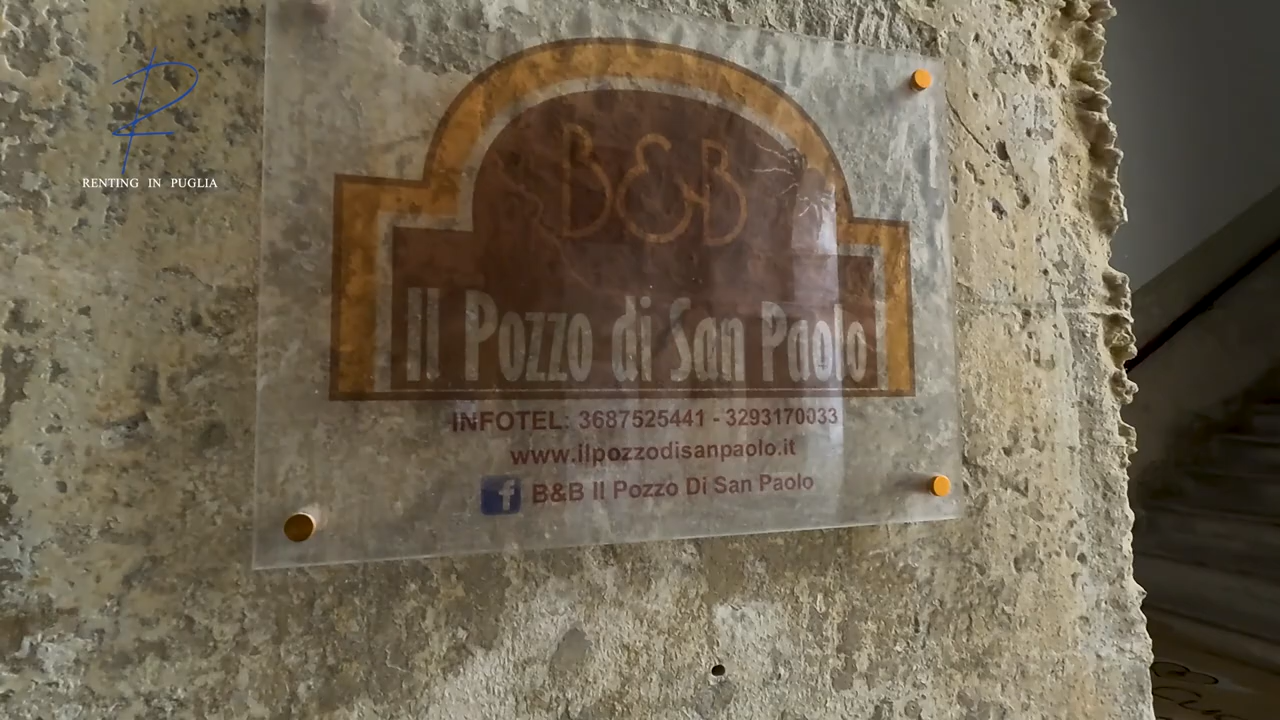 RENTING IN PUGLIA
B&B
Il Pozzo di San Paolo
INFOTEL: 3687525441 - 3293170033
www.ilpozzodisanpaolo.it
f B&B Il Pozzo Di San Paolo